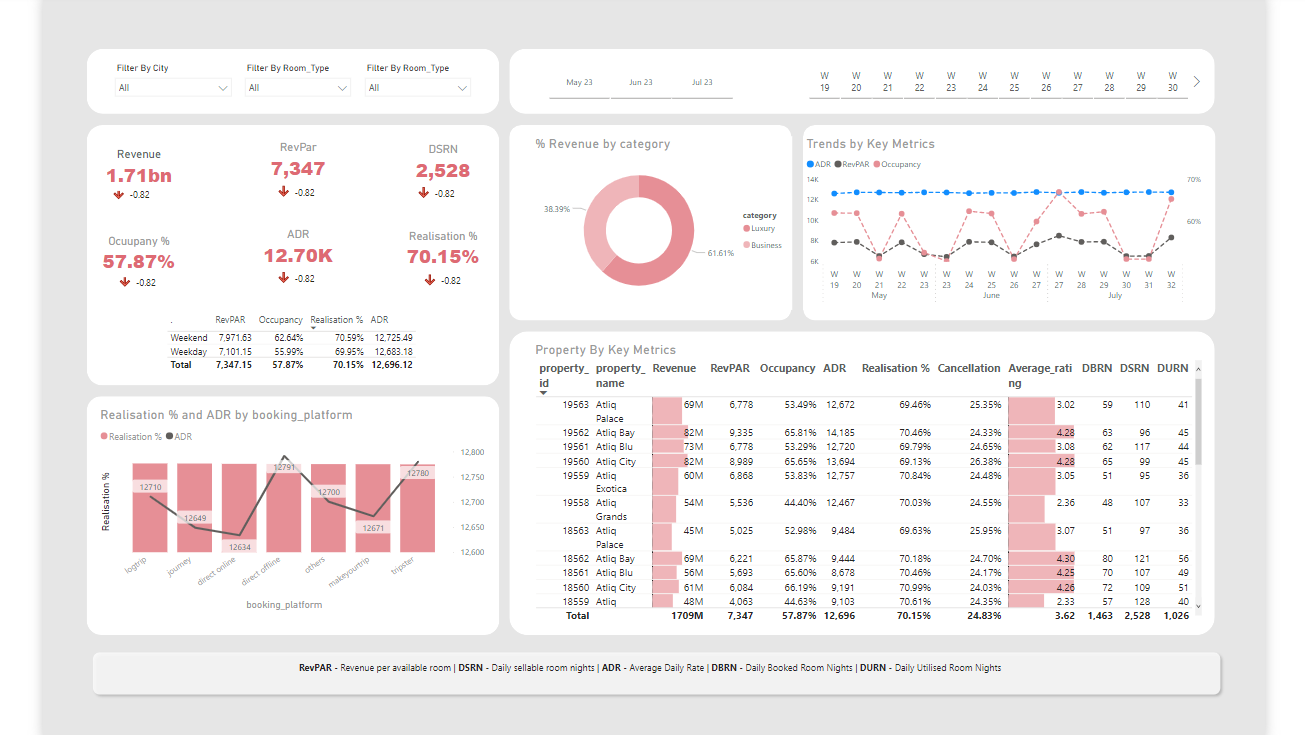 Filter By City
All
Filter By Room_Type
All
Filter By Room_Type
All
May 23 Jun 23 Jul 23
W 19 W 20 W 21 W 22 W 23 W 24 W 25 W 26 W 27 W 28 W 29 W 30
Revenue
1.71bn
-0.82
RevPar
7,347
-0.82
DSRN
2,528
-0.82
Ocuupany %
57.87%
-0.82
ADR
12.70K
-0.82
Realisation %
70.15%
-0.82
. RevPAR Occupancy Realisation % ADR
Weekend 7,971.63 62.64% 70.59% 12,725.49
Weekday 7,101.15 55.99% 69.95% 12,683.18
Total 7,347.15 57.87% 70.15% 12,696.12
% Revenue by category
38.39%
61.61%
category
Luxury
Business
Trends by Key Metrics
ADR RevPAR Occupancy
14K
12K
10K
8K
6K
70%
60%
W 19 W 20 W 21 W 22 W 23 W 23 W 24 W 25 W 26 W 27 W 27 W 28 W 29 W 30 W 31 W 32
May June July
Realisation % and ADR by booking_platform
Realisation % ADR
Realisation %
12710
12649
12634
12791
12700
12671
12780
12,800
12,750
12,700
12,650
12,600
logtrip journey direct online direct offline others makeyourtrip tripster
booking_platform
Property By Key Metrics
property_id property_name Revenue RevPAR Occupancy ADR Realisation % Cancellation Average_rating DBRN DSRN DURN
19563 Atliq Palace 69M 6,778 53.49% 12,672 69.46% 25.35% 3.02 59 110 41
19562 Atliq Bay 82M 9,335 65.81% 14,185 70.46% 24.33% 4.28 63 96 45
19561 Atliq Blu 73M 6,778 53.29% 12,720 69.79% 24.65% 3.08 62 117 44
19560 Atliq City 82M 8,989 65.65% 13,694 69.13% 26.38% 4.28 65 99 45
19559 Atliq Exotica 60M 6,868 53.83% 12,757 70.84% 24.48% 3.05 51 95 36
19558 Atliq Grands 54M 5,536 44.40% 12,467 70.03% 24.55% 2.36 48 107 33
18563 Atliq Palace 45M 5,025 52.98% 9,484 69.63% 25.95% 3.07 51 97 36
18562 Atliq Bay 69M 6,221 65.87% 9,444 70.18% 24.70% 4.30 80 121 56
18561 Atliq Blu 56M 5,693 65.60% 8,678 70.46% 24.17% 4.25 70 107 49
18560 Atliq City 61M 6,084 66.19% 9,191 70.99% 24.03% 4.26 72 109 51
18559 Atliq 48M 4,063 44.63% 9,103 70.61% 24.35% 2.33 57 128 40
Total 1709M 7,347 57.87% 12,696 70.15% 24.83% 3.62 1,463 2,528 1,026
RevPAR - Revenue per available room | DSRN - Daily sellable room nights | ADR - Average Daily Rate | DBRN - Daily Booked Room Nights | DURN - Daily Utilised Room Nights